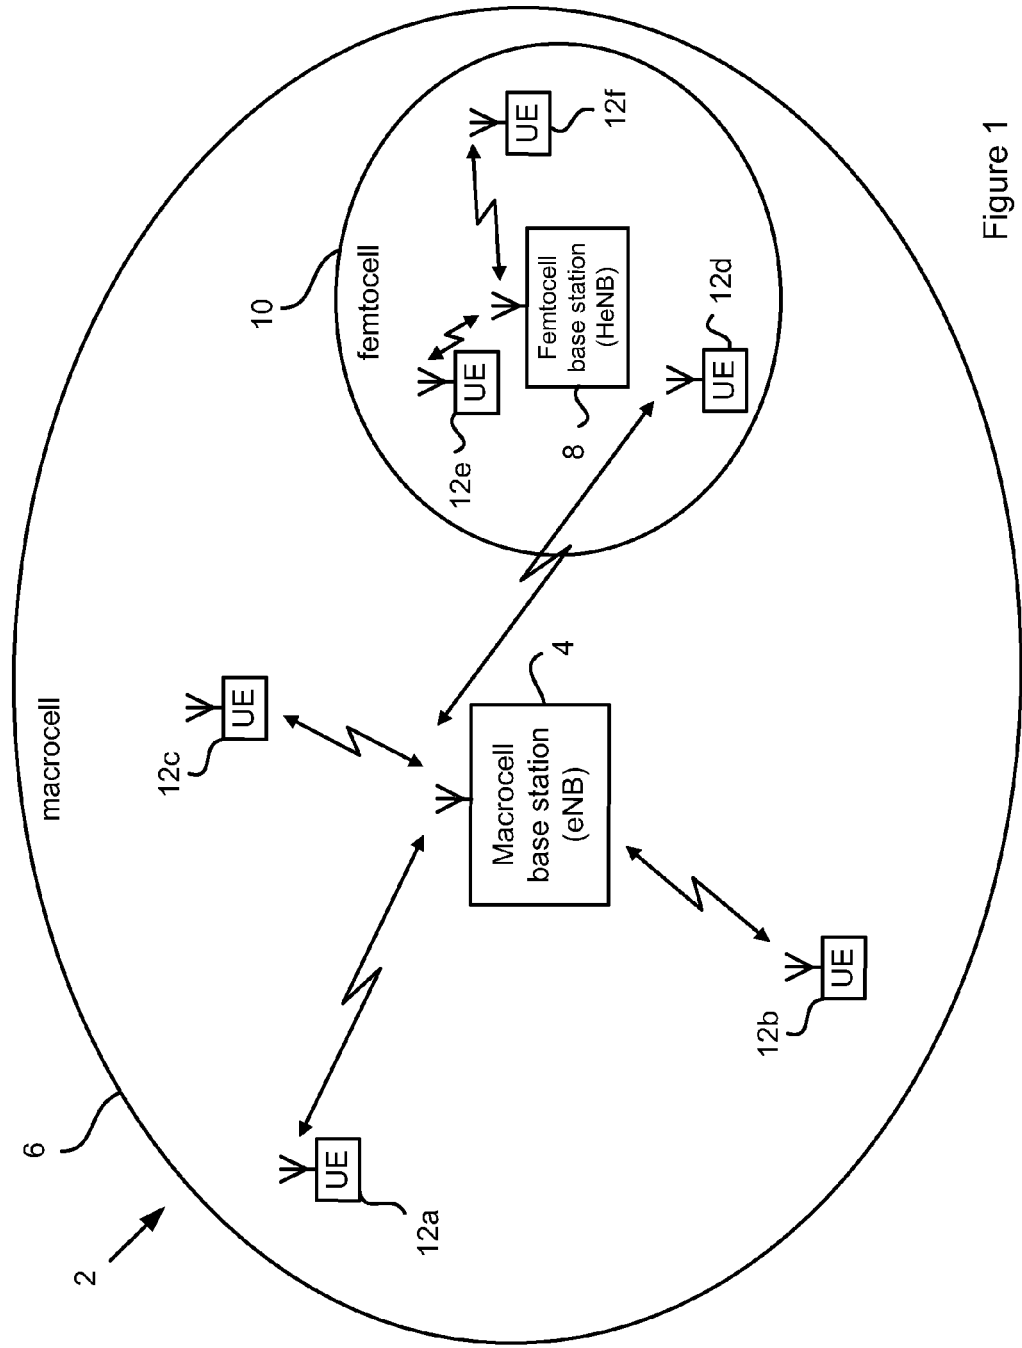 2
6
macrocell
12a
UE
12b
UE
12c
UE
Macrocell
base station
(eNB)
4
10
femtocell
12e
UE
Femtocell
base station
(HeNB)
8
UE
12f
UE
12d
Figure 1